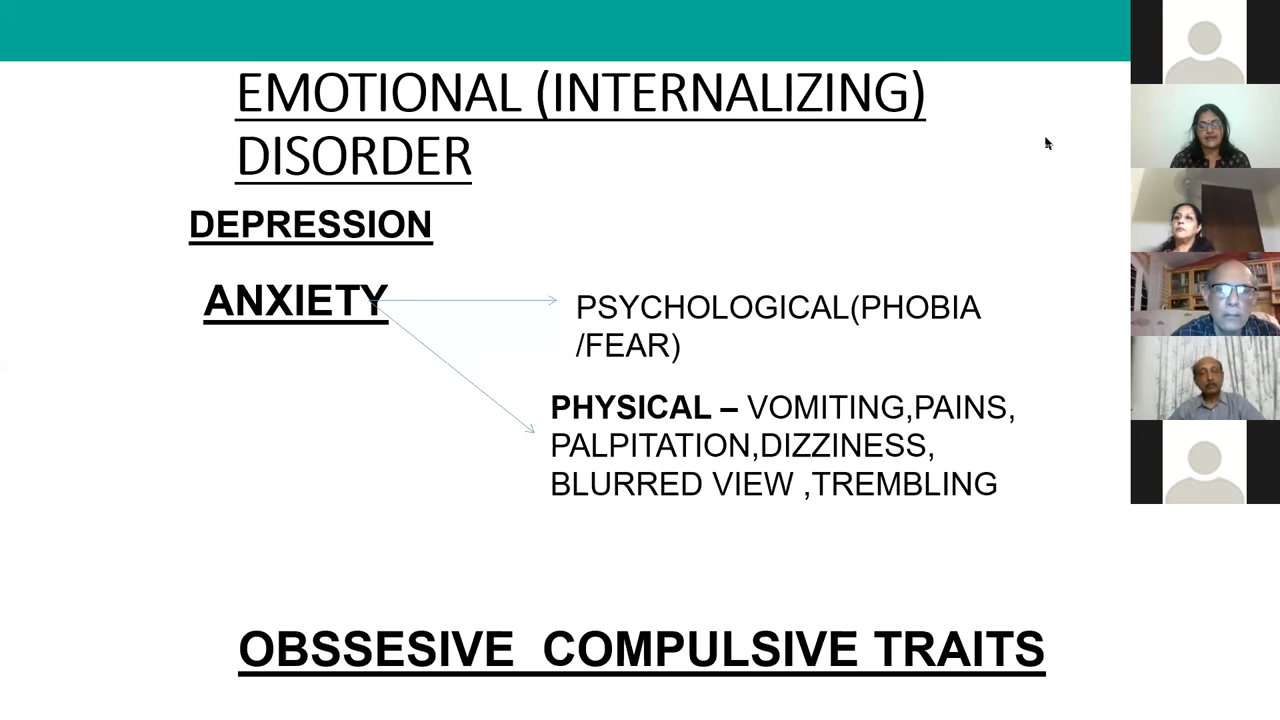 EMOTIONAL (INTERNALIZING)
DISORDER
DEPRESSION
ANXIETY
PSYCHOLOGICAL(PHOBIA
/FEAR)
PHYSICAL – VOMITING,PAINS,
PALPITATION,DIZZINESS,
BLURRED VIEW ,TREMBLING
OBSSESIVE  COMPULSIVE TRAITS